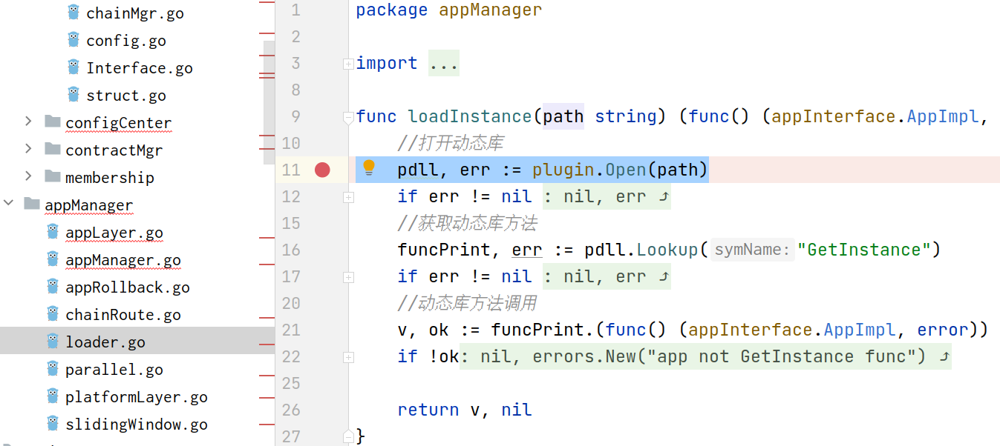 chainMgr.go
config.go
Interface.go
struct.go
configCenter
contractMgr
membership
appManager
appLayer.go
appManager.go
appRollback.go
chainRoute.go
loader.go
parallel.go
platformLayer.go
slidingWindow.go
1 package appManager
2
3 import ...
8
9 func loadInstance(path string) (func() (appInterface.AppImpl,
10 //打开动态库
11 pdll, err := plugin.Open(path)
12 if err != nil : nil, err ⤴
15 //获取动态库方法
16 funcPrint, err := pdll.Lookup( symName: "GetInstance")
17 if err != nil : nil, err ⤴
20 //动态库方法调用
21 v, ok := funcPrint.(func() (appInterface.AppImpl, error))
22 if !ok: nil, errors.New("app not GetInstance func") ⤴
25
26 return v, nil
27 }